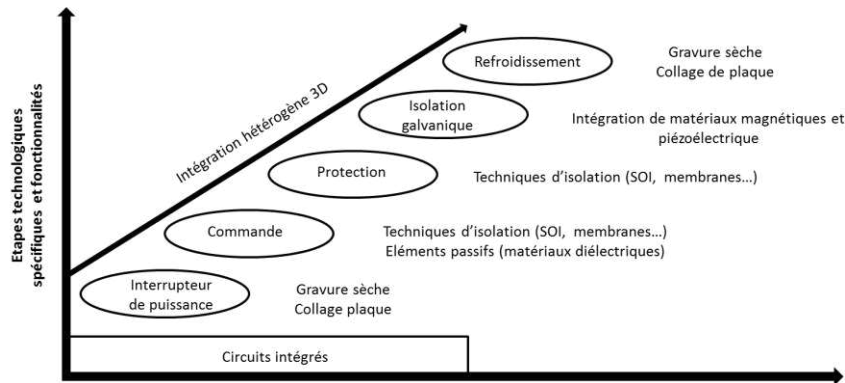 Etapes technologiques
spécifiques et fonctionnalités
Intégration hétérogène 3D
Refroidissement
Gravure sèche
Collage de plaque
Isolation
galvanique
Intégration de matériaux magnétiques et
piézoélectrique
Protection
Techniques d’isolation (SOI, membranes…)
Commande
Techniques d’isolation (SOI, membranes…)
Eléments passifs (matériaux diélectriques)
Interrupteur
de puissance
Gravure sèche
Collage plaque
Circuits intégrés